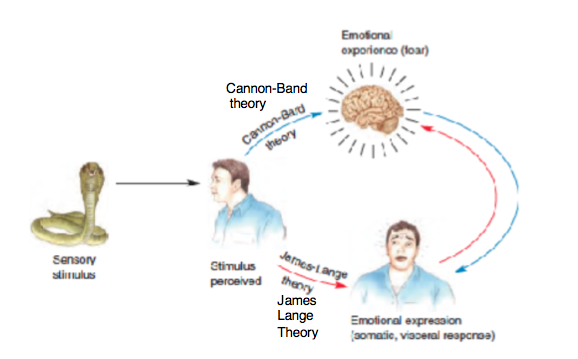 Emotional
experience (fear)
Cannon-Band
theory
Cannon-Bard
theory
Sensory
stimulus
Stimulus
perceived
James-Lange
theory
James
Lange
Theory
Emotional expression
(somatic, visceral response)